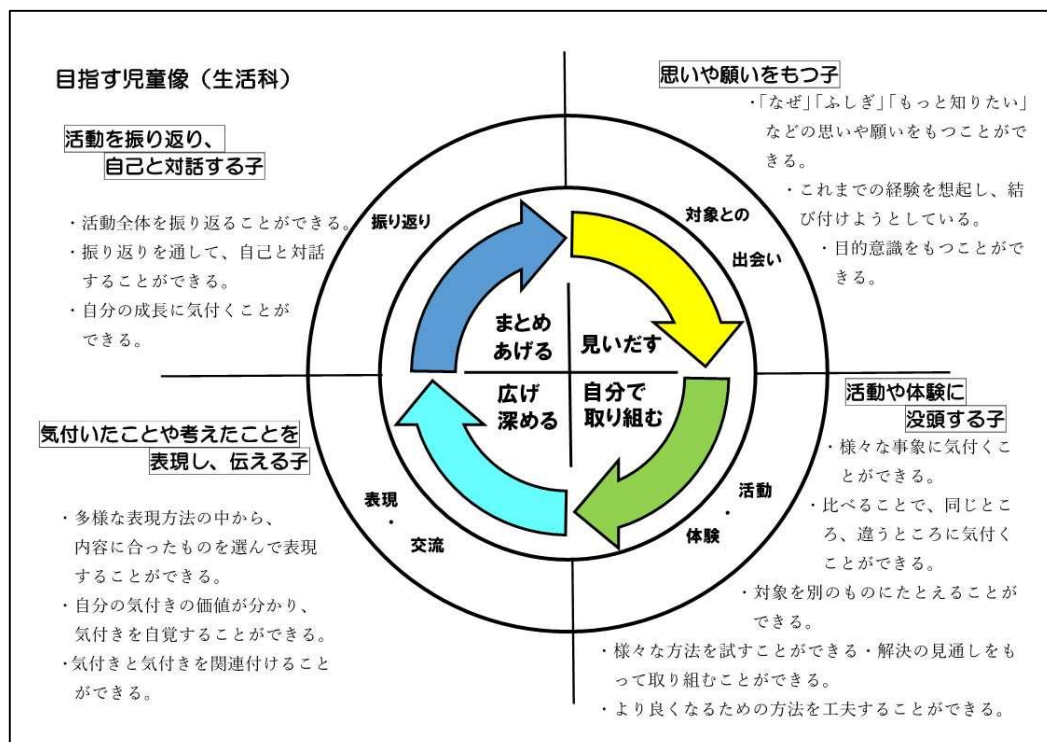 目指す児童像（生活科）
思いや願いをもつ子
・「なぜ」「ふしぎ」「もっと知りたい」
などの思いや願いをもつことがで
きる。
・これまでの経験を想起し、結
び付けようとしている。
・目的意識をもつことがで
きる。
活動を振り返り、
自己と対話する子
・活動全体を振り返ることができる。
・振り返りを通して、自己と対話
することができる。
・自分の成長に気付くことが
できる。
振り返り
対象との
出会い
まとめ
あげる
見いだす
広げ
深める
自分で
取り組む
活動や体験に
没頭する子
・様々な事象に気付くこ
とができる。
・比べることで、同じとこ
ろ、違うところに気付く
ことができる。
・対象を別のものにたとえることが
できる。
・様々な方法を試すことができる・解決の見通しをも
って取り組むことができる。
・より良くなるための方法を工夫することができる。
活動
・
体験
気付いたことや考えたことを
表現し、伝える子
・多様な表現方法の中から、
内容に合ったものを選んで表現
することができる。
・自分の気付きの価値が分かり、
気付きを自覚することができる。
・気付きと気付きを関連付けること
ができる。
表現
・
交流